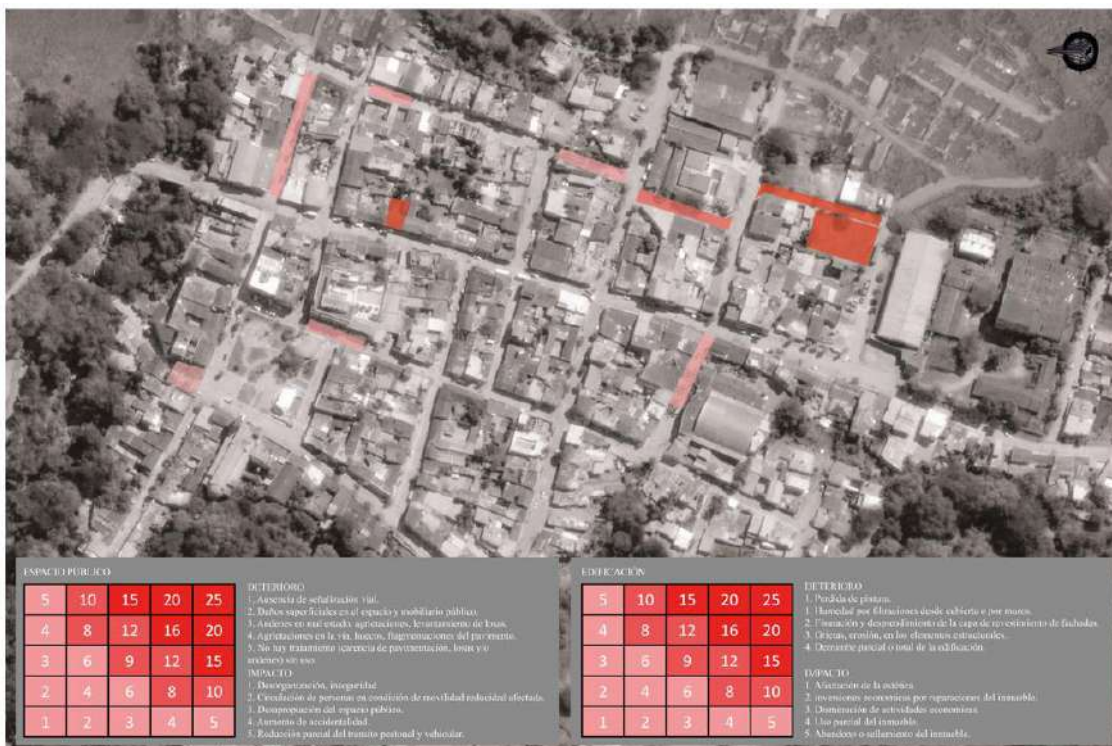 ESPACIO PÚBLICO
5 10 15 20 25
4 8 12 16 20
3 6 9 12 15
2 4 6 8 10
1 2 3 4 5
DETERIORO
1. Ausencia de señalización vial.
2. Daños superficiales en el espacio y mobiliario público.
3. Andenes en mal estado, agrietaciones, levantamiento de losas.
4. Agrietaciones en la vía, huecos, fragmentaciones del pavimento.
5. No hay tratamiento (carencia de pavimentación, losas y/o
andenes) sin uso.
IMPACTO
1. Desorganización, inseguridad
2. Circulación de personas en condición de movilidad reducidad afectada.
3. Desapropiación del espacio público.
4. Aumento de accidentalidad.
5. Reducción parcial del transito peatonal y vehicular.
EDIFICACIÓN
5 10 15 20 25
4 8 12 16 20
3 6 9 12 15
2 4 6 8 10
1 2 3 4 5
DETERIORO
1. Perdida de pintura.
1. Humedad por filtraciones desde cubierta o por muros.
2. Fisuración y desprendimiento de la capa de revestimiento de fachadas.
3. Grietas, erosión, en los elementos estructurales.
4. Derrumbe parcial o total de la edificación.
IMPACTO
1. Afectación de la estética.
2. inversiones economicas por reparaciones del inmueble.
3. Disminución de actividades economicas
4. Uso parcial del inmueble.
5. Abandono o aislamiento del inmueble.